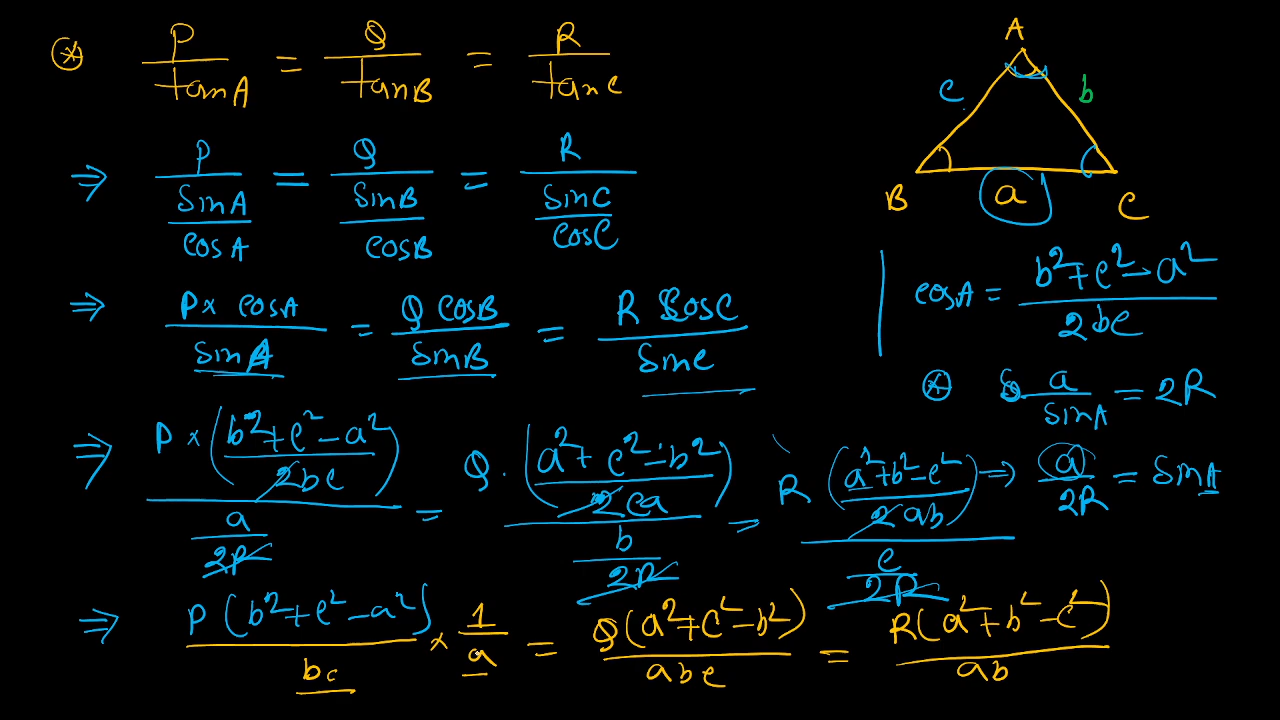 ⊛ P/tanA = Q/tanB = R/tanC
⇒ P/(sinA/cosA) = Q/(sinB/cosB) = R/(sinC/cosC)
⇒ P× cosA/sinA = Q cosB/sinB = R cosC/sinC
⇒ P×((b²+c²-a²)/2bc)/(a/2R) = Q.((a²+c²-b²)/2ca)/(b/2R) = R((a²+b²-c²)/2ab)/(c/2R)
⇒ P(b²+c²-a²)/bc × 1/a = Q(a²+c²-b²)/abc = R(a²+b²-c²)/ab
A
c b
B a C
cosA = (b²+c²-a²)/2bc
⊛ a/sinA = 2R
⇒ a/2R = sinA